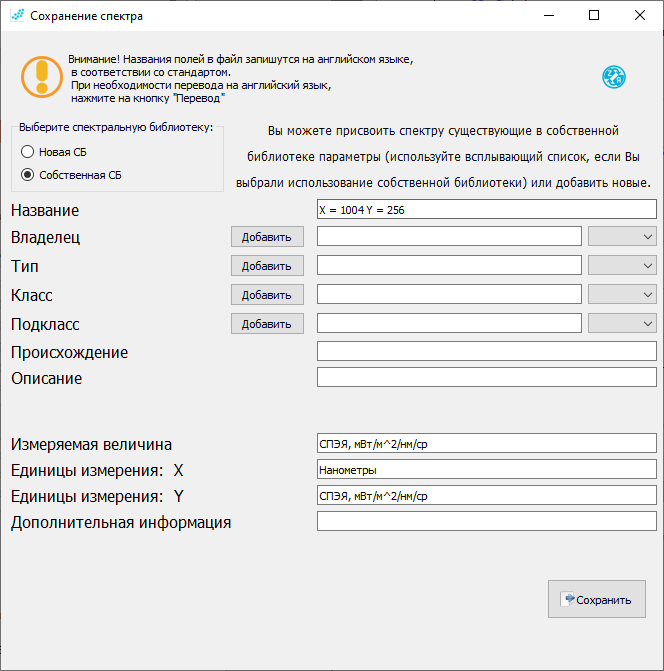 Сохранение спектра
Внимание! Названия полей в файл запишутся на английском языке,
в соответствии со стандартом.
При необходимости перевода на английский язык,
нажмите на кнопку "Перевод"
Выберите спектральную библиотеку:
Новая СБ
Собственная СБ
Вы можете присвоить спектру существующие в собственной
библиотеке параметры (используйте всплывающий список, если Вы
выбрали использование собственной библиотеки) или добавить новые.
Название X = 1004 Y = 256
Владелец Добавить
Тип Добавить
Класс Добавить
Подкласс Добавить
Происхождение
Описание
Измеряемая величина СПЭЯ, мВт/м^2/нм/ср
Единицы измерения: X Нанометры
Единицы измерения: Y СПЭЯ, мВт/м^2/нм/ср
Дополнительная информация
Сохранить